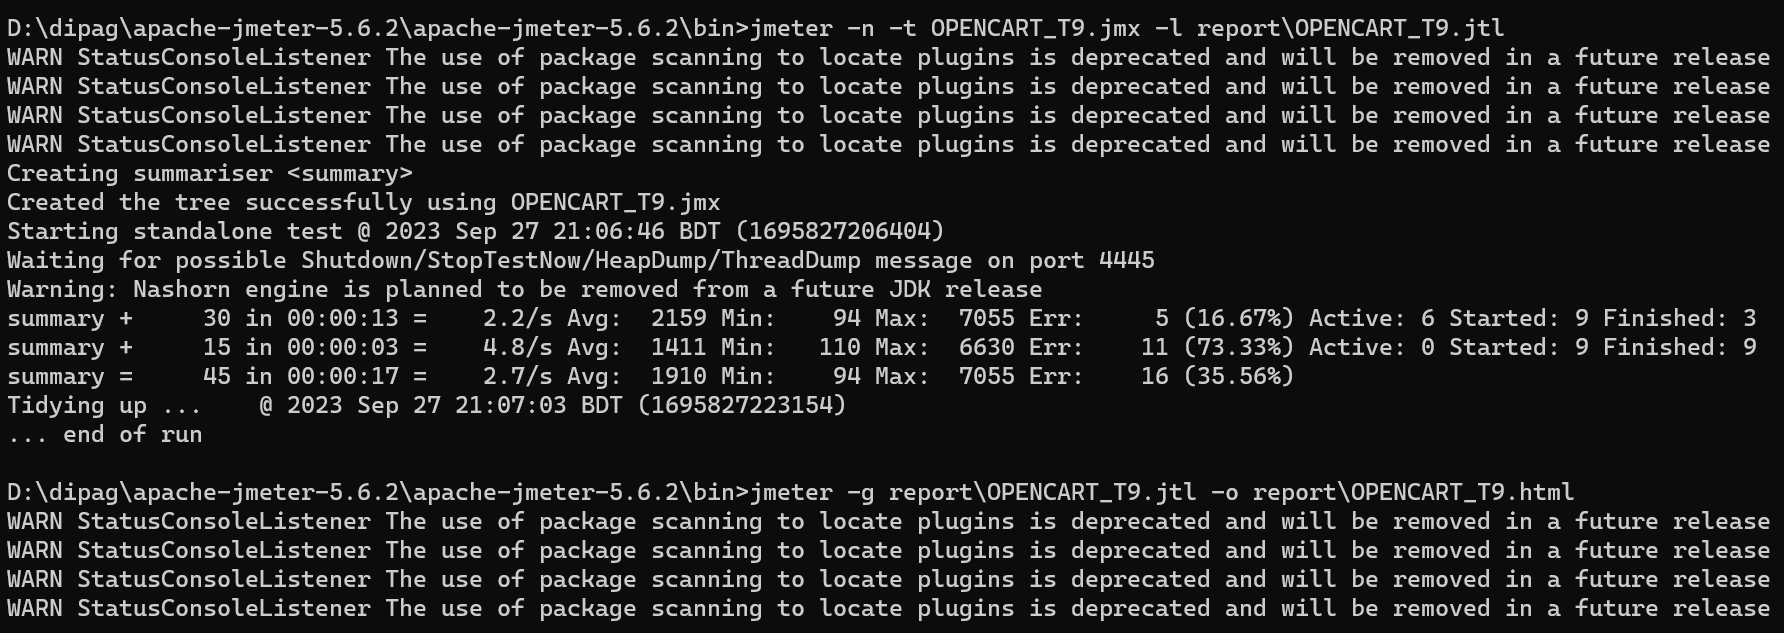 D:\dipag\apache-jmeter-5.6.2\apache-jmeter-5.6.2\bin>jmeter -n -t OPENCART_T9.jmx -l report\OPENCART_T9.jtl
WARN StatusConsoleListener The use of package scanning to locate plugins is deprecated and will be removed in a future release
WARN StatusConsoleListener The use of package scanning to locate plugins is deprecated and will be removed in a future release
WARN StatusConsoleListener The use of package scanning to locate plugins is deprecated and will be removed in a future release
WARN StatusConsoleListener The use of package scanning to locate plugins is deprecated and will be removed in a future release
Creating summariser <summary>
Created the tree successfully using OPENCART_T9.jmx
Starting standalone test @ 2023 Sep 27 21:06:46 BDT (1695827206404)
Waiting for possible Shutdown/StopTestNow/HeapDump/ThreadDump message on port 4445
Warning: Nashorn engine is planned to be removed from a future JDK release
summary +     30 in 00:00:13 =    2.2/s Avg:  2159 Min:    94 Max:  7055 Err:     5 (16.67%) Active: 6 Started: 9 Finished: 3
summary +     15 in 00:00:03 =    4.8/s Avg:  1411 Min:   110 Max:  6630 Err:    11 (73.33%) Active: 0 Started: 9 Finished: 9
summary =     45 in 00:00:17 =    2.7/s Avg:  1910 Min:    94 Max:  7055 Err:    16 (35.56%)
Tidying up ...    @ 2023 Sep 27 21:07:03 BDT (1695827223154)
... end of run
D:\dipag\apache-jmeter-5.6.2\apache-jmeter-5.6.2\bin>jmeter -g report\OPENCART_T9.jtl -o report\OPENCART_T9.html
WARN StatusConsoleListener The use of package scanning to locate plugins is deprecated and will be removed in a future release
WARN StatusConsoleListener The use of package scanning to locate plugins is deprecated and will be removed in a future release
WARN StatusConsoleListener The use of package scanning to locate plugins is deprecated and will be removed in a future release
WARN StatusConsoleListener The use of package scanning to locate plugins is deprecated and will be removed in a future release